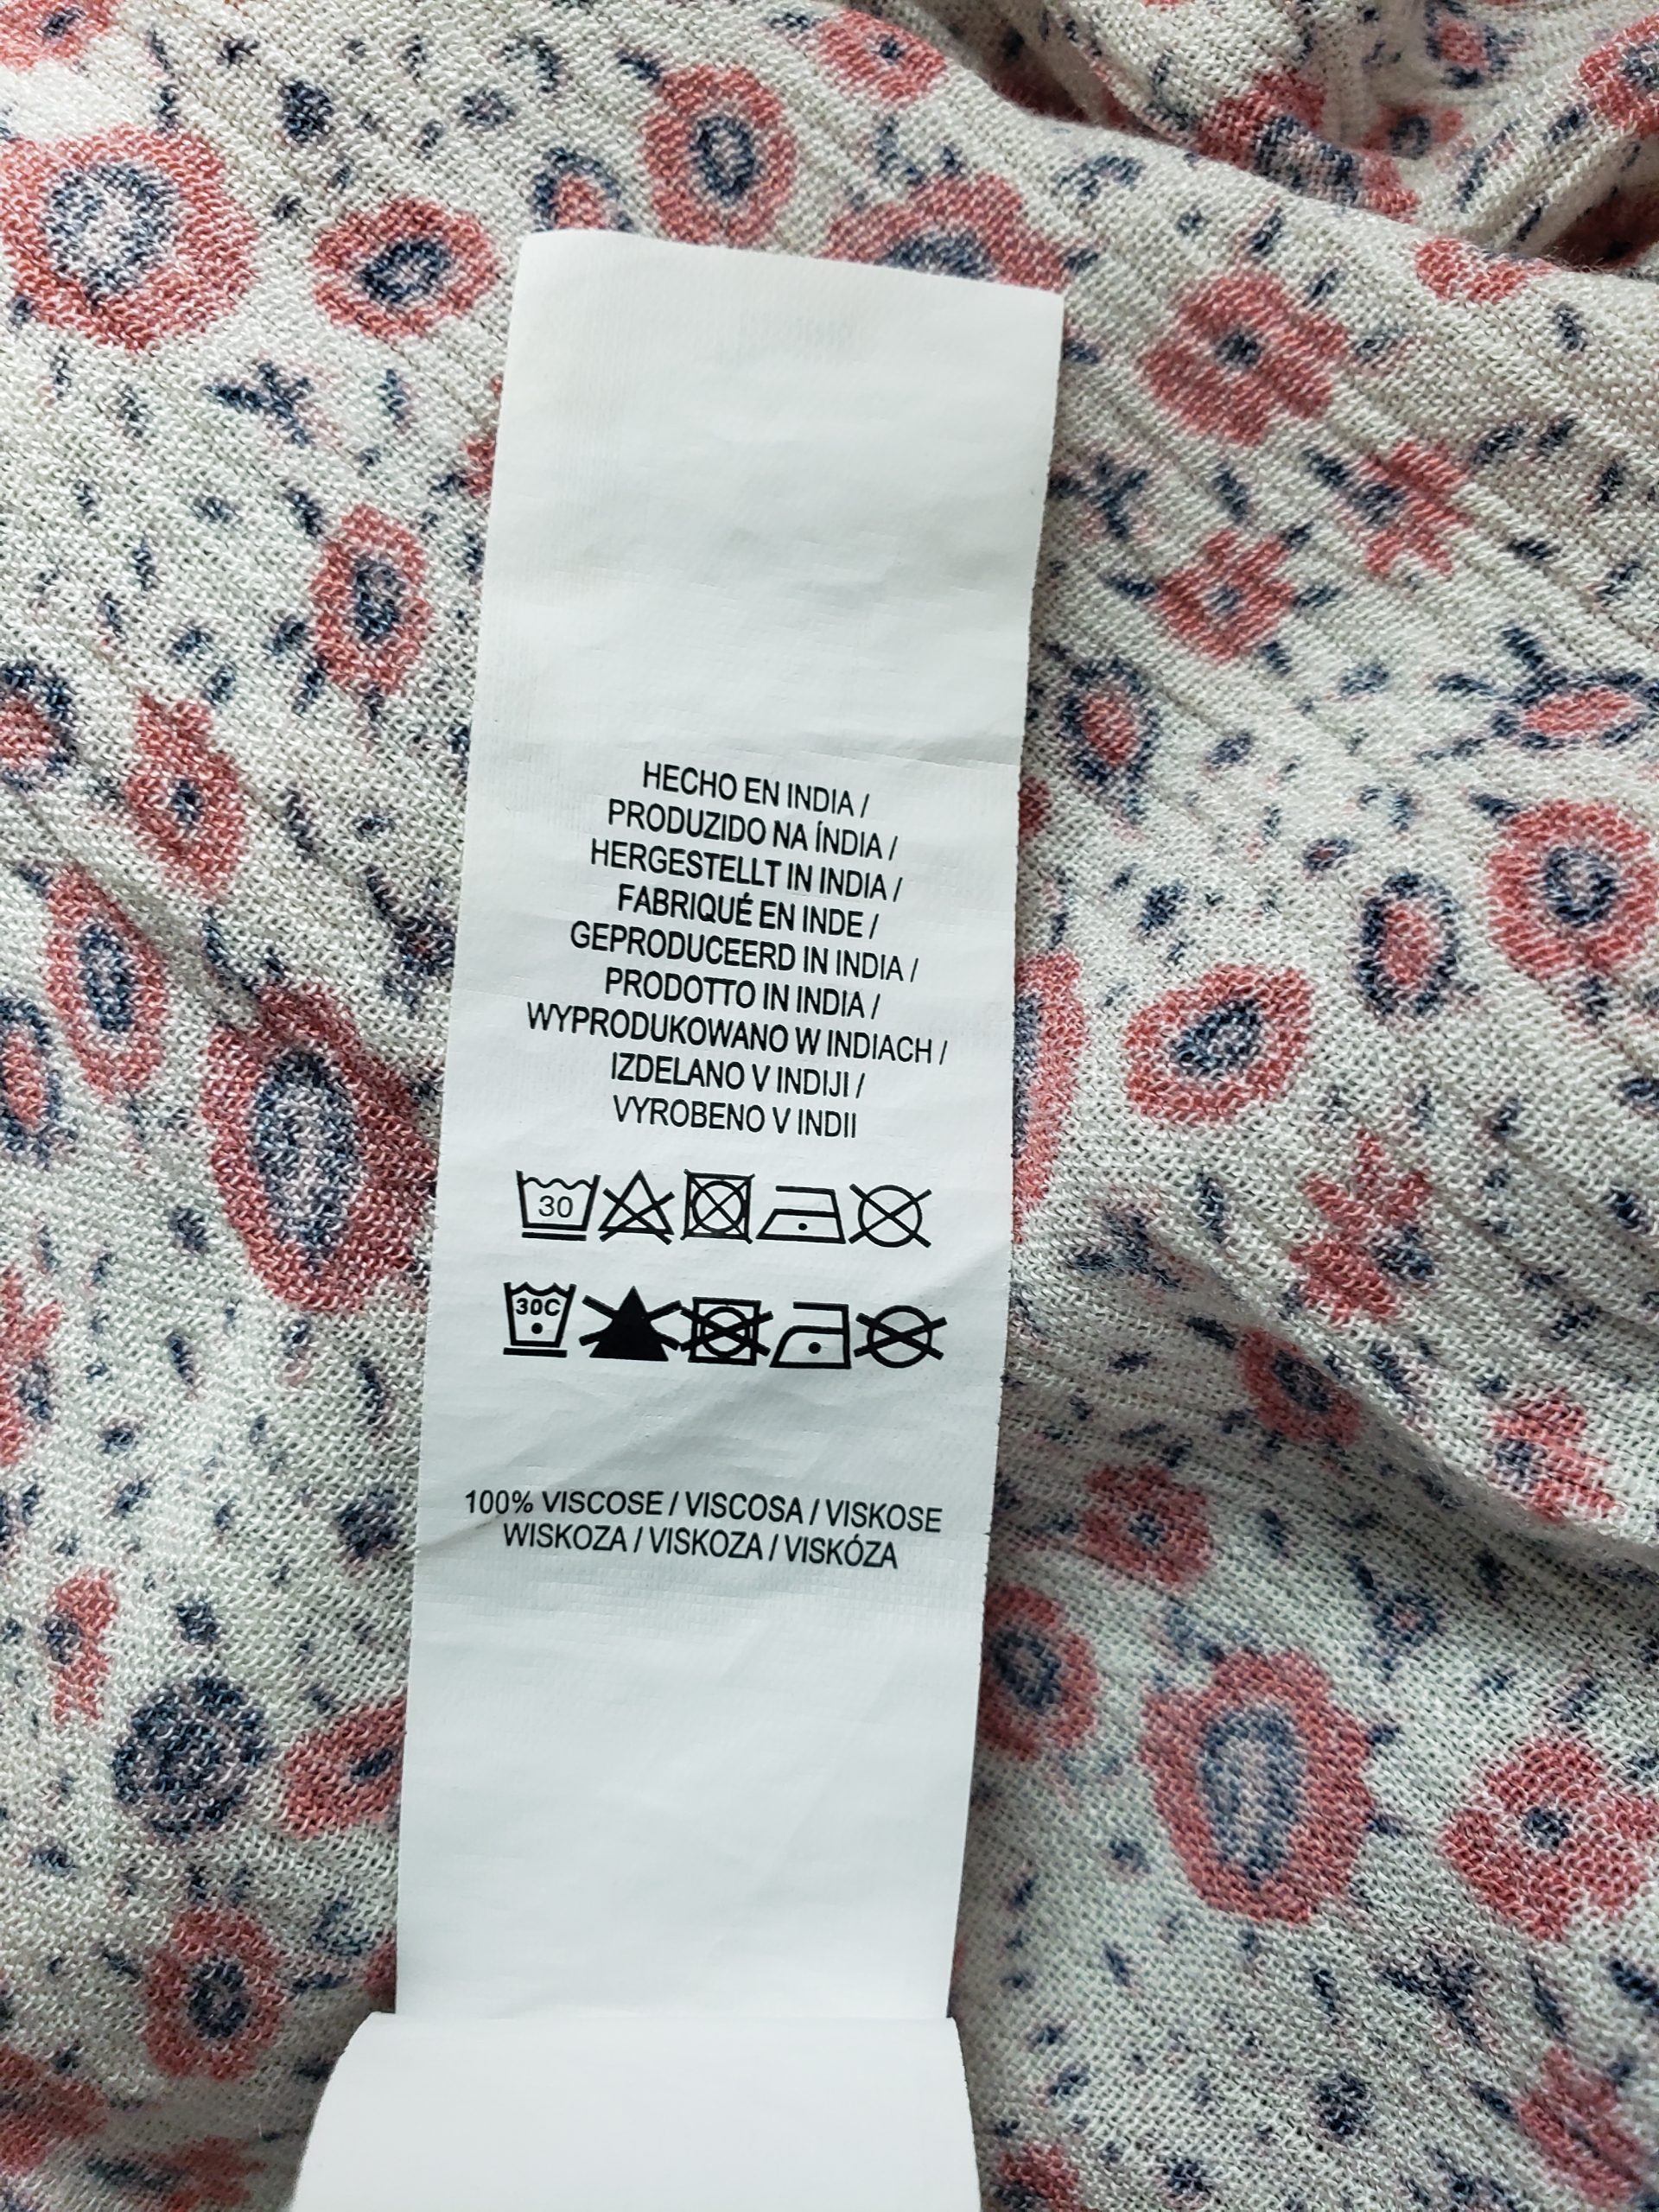 HECHO EN INDIA /
PRODUZIDO NA ÍNDIA /
HERGESTELLT IN INDIA /
FABRIQUÉ EN INDE /
GEPRODUCEERD IN INDIA /
PRODOTTO IN INDIA /
WYPRODUKOWANO W INDIACH /
IZDELANO V INDIJI /
VYROBENO V INDII
30
30C
100% VISCOSE / VISCOSA / VISKOSE
WISKOZA / VISKOZA / VISKÓZA